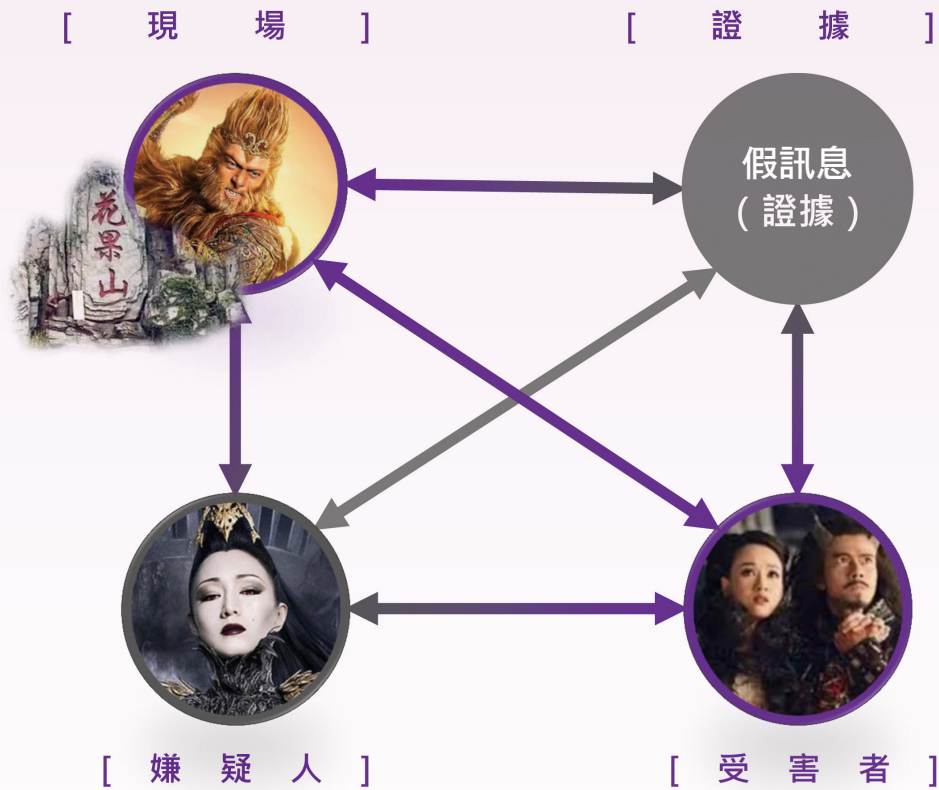 [ 現 場 ]
[ 證 據 ]
假訊息
( 證據 )
花果山
[ 嫌 疑 人 ]
[ 受 害 者 ]